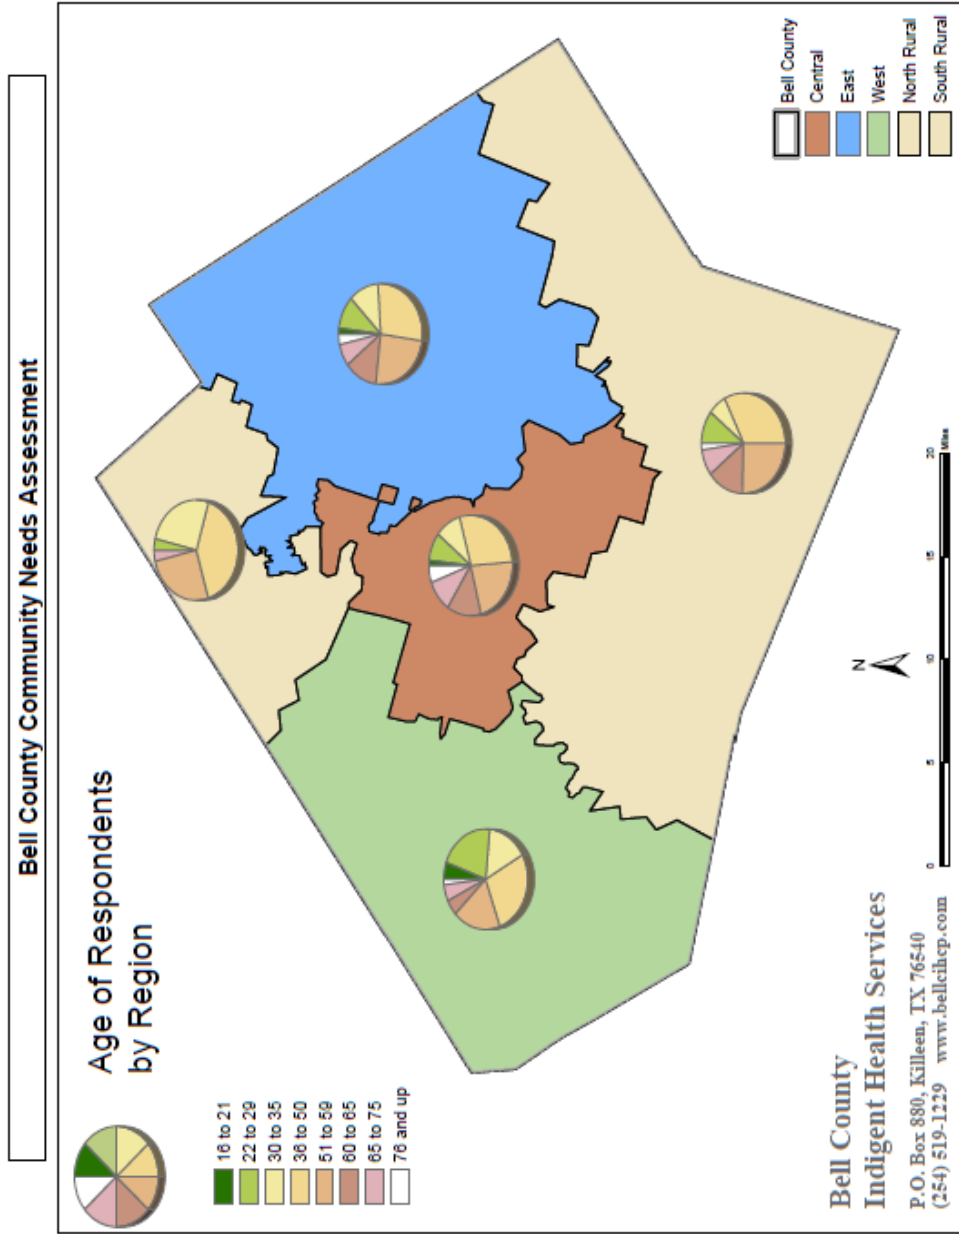 Bell County Community Needs Assessment
Age of Respondents
by Region
16 to 21
22 to 29
30 to 35
36 to 50
51 to 59
60 to 65
65 to 75
76 and up
Bell County
Central
East
West
North Rural
South Rural
N
0 5 10 15 20
Miles
Bell County
Indigent Health Services
P.O. Box 880, Killeen, TX 76540
(254) 519-1229 www.bellcihcp.com